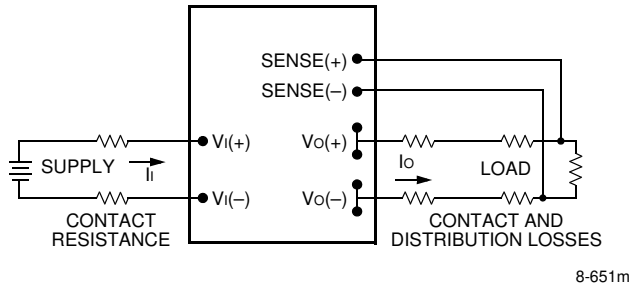 SENSE(+)
SENSE(–)
VI(+)
VO(+)
SUPPLY
II
IO
LOAD
VI(–)
VO(–)
CONTACT
RESISTANCE
CONTACT AND
DISTRIBUTION LOSSES
8-651m